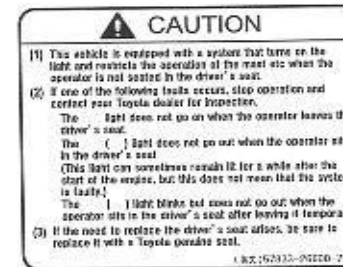 CAUTION
(1) This vehicle is equipped with a system that turns on the
light and restricts the operation of the mast etc when the
operator is not seated in the driver's seat.
(2) If one of the following faults occurs, stop operation and
contact your Toyota dealer for inspection.
The light does not go on when the operator leaves th
driver's seat.
The ( ) light does not go out when the operator sit
in the driver's seat
(This light can sometimes remain lit for a while after the
start of the engine, but this does not mean that the syste
is faulty.)
The ( ) light blinks but does not go out when the
operator sits in the driver's seat after leaving it tempora
(3) If the need to replace the driver's seat arises, be sure to
replace it with a Toyota genuine seat.